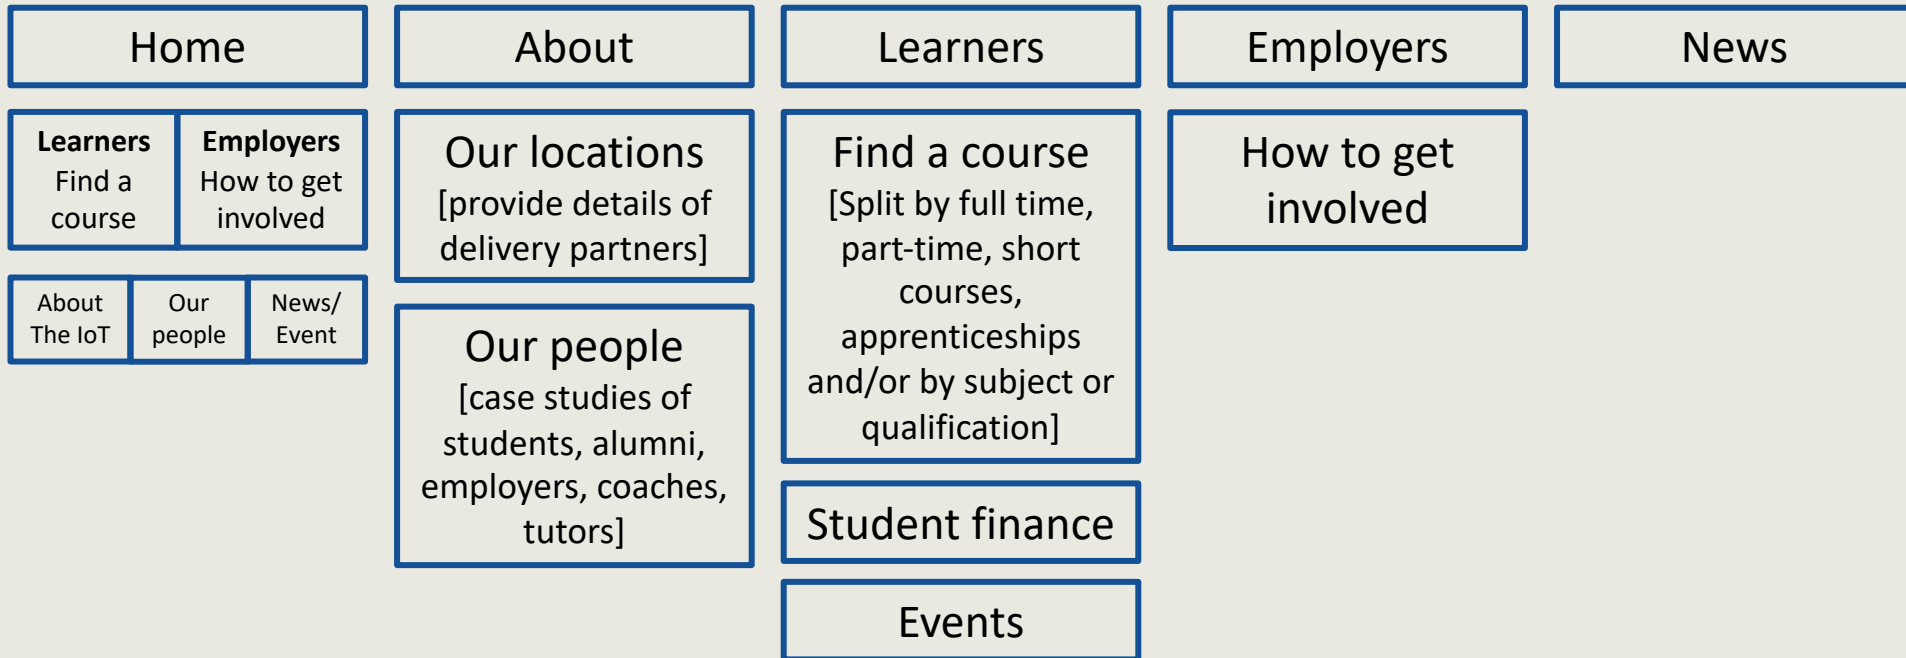 Home
About
Learners
Employers
News
Learners
Find a
course
Employers
How to get
involved
About
The IoT
Our
people
News/
Event
Our locations
[provide details of
delivery partners]
Our people
[case studies of
students, alumni,
employers, coaches,
tutors]
Find a course
[Split by full time,
part-time, short
courses,
apprenticeships
and/or by subject or
qualification]
Student finance
Events
How to get
involved